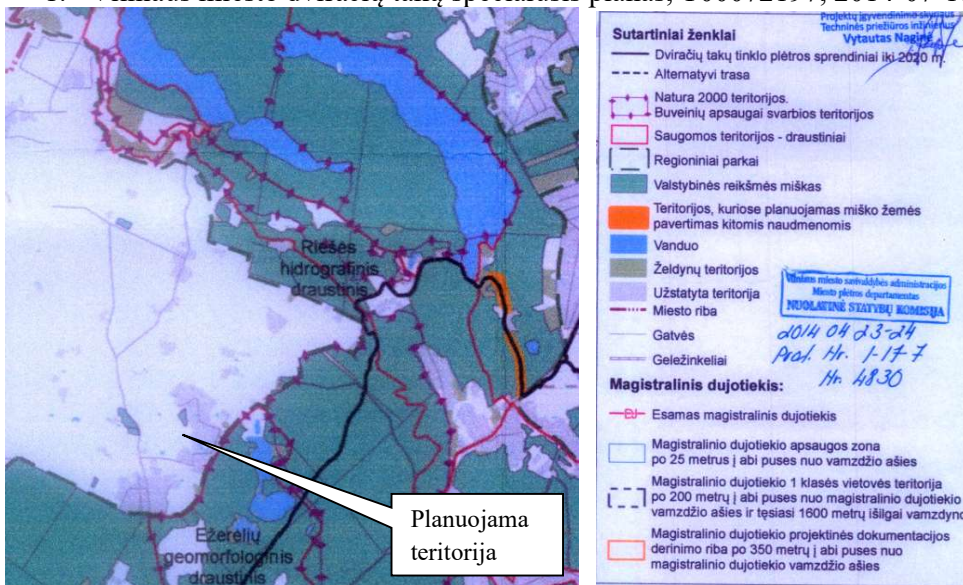 Vilniaus miesto dviračių takų specialusis planas, T00072197, 2014-07-1
Riešės
hidrografinis
draustinis
Ežerėlių
geomorfologinis
draustinis
Planuojama
teritorija
Projektų įgyvendinimo skyriaus
Techninės priežiūros inžinierius
Vytautas Naginė
Sutartiniai ženklai
Dviračių takų tinklo plėtros sprendiniai iki 2020 m.
Alternatyvi trasa
Natura 2000 teritorijos.
Buveinių apsaugai svarbios teritorijos
Saugomos teritorijos - draustiniai
Regioniniai parkai
Valstybinės reikšmės miškas
Teritorijos, kuriose planuojamas miško žemės
pavertimas kitomis naudmenomis
Vanduo
Želdynų teritorijos
Užstatyta teritorija
Miesto riba
Gatvės
Geležinkeliai
Vilniaus miesto savivaldybės administracijos
Miesto plėtros departamentas
NUOLATINĖ STATYBŲ KOMISIJA
2014 04 23-24
Prot. Nr. 1-177
Nr. 4830
Magistralinis dujotiekis:
Esamas magistralinis dujotiekis
Magistralinio dujotiekio apsaugos zona
po 25 metrus į abi puses nuo vamzdžio ašies
Magistralinio dujotiekio 1 klasės vietovės teritorija
po 200 metrų į abi puses nuo magistralinio dujotiekio
vamzdžio ašies ir tęsiasi 1600 metrų išilgai vamzdyno
Magistralinio dujotiekio projektinės dokumentacijos
derinimo riba po 350 metrų į abi puses nuo
magistralinio dujotiekio vamzdžio ašies